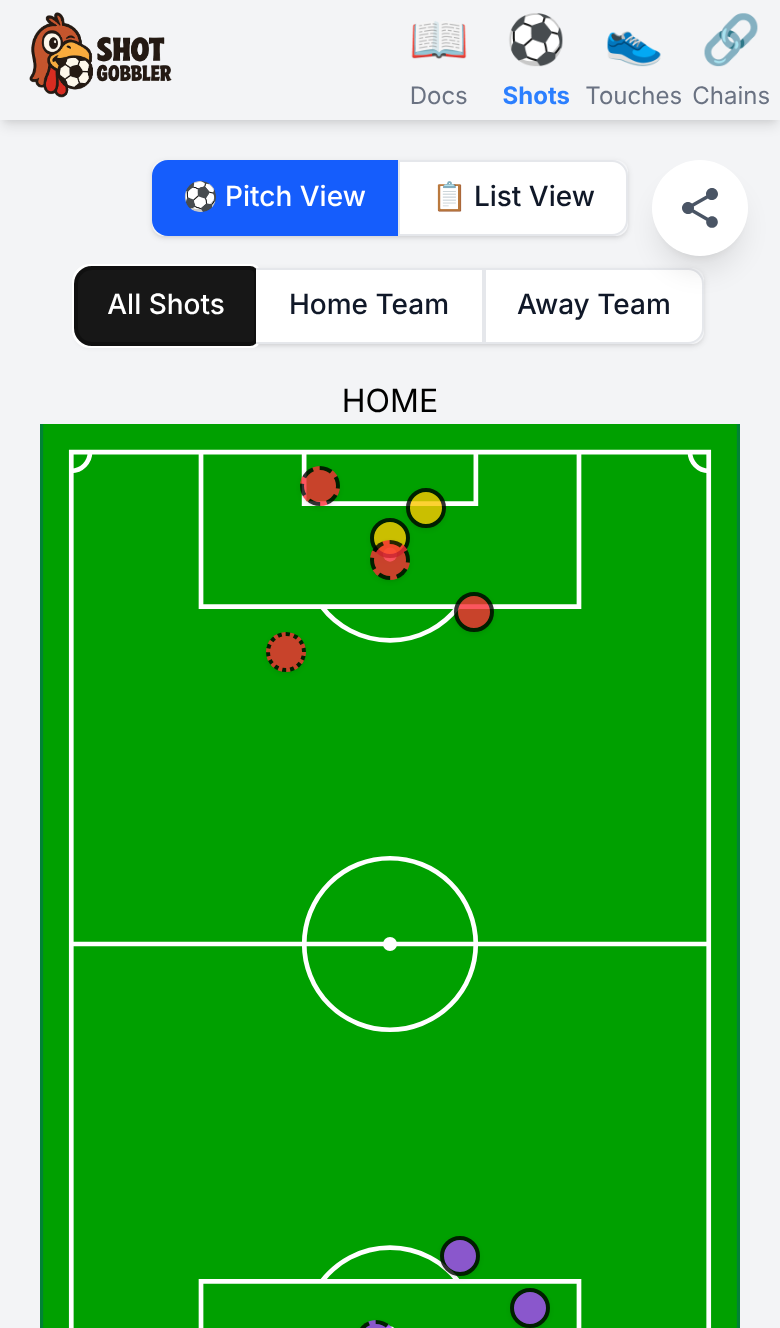 SHOT
GOBBLER
Docs
Shots
Touches
Chains
Pitch View
List View
All Shots
Home Team
Away Team
HOME